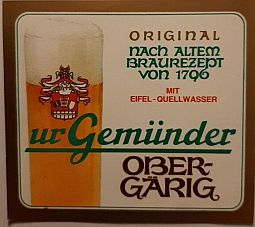 ORIGINAL
NACH ALTEM
BRAUREZEPT
VON 1796
MIT
EIFEL-QUELLWASSER
ur Gemünder
OBER-
GÄRIG